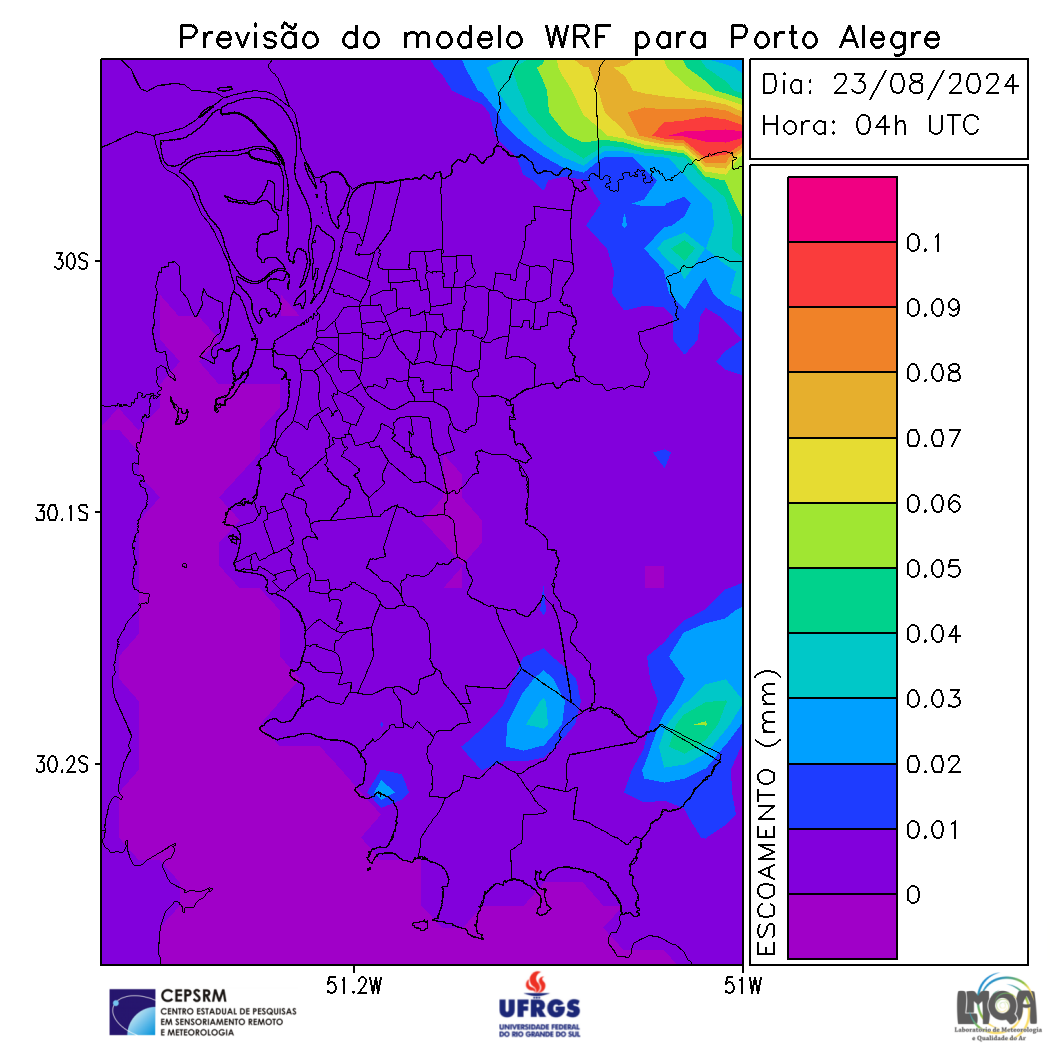 Previsão do modelo WRF para Porto Alegre
Dia: 23/08/2024
Hora: 04h UTC
30S
30.1S
30.2S
51.2W
51W
ESCOAMENTO (mm)
0.1
0.09
0.08
0.07
0.06
0.05
0.04
0.03
0.02
0.01
0
CEPSRM
CENTRO ESTADUAL DE PESQUISAS
EM SENSORIAMENTO REMOTO
E METEOROLOGIA
UFRGS
UNIVERSIDADE FEDERAL
DO RIO GRANDE DO SUL
LMQA
Laboratório de Meteorologia
e Qualidade do Ar